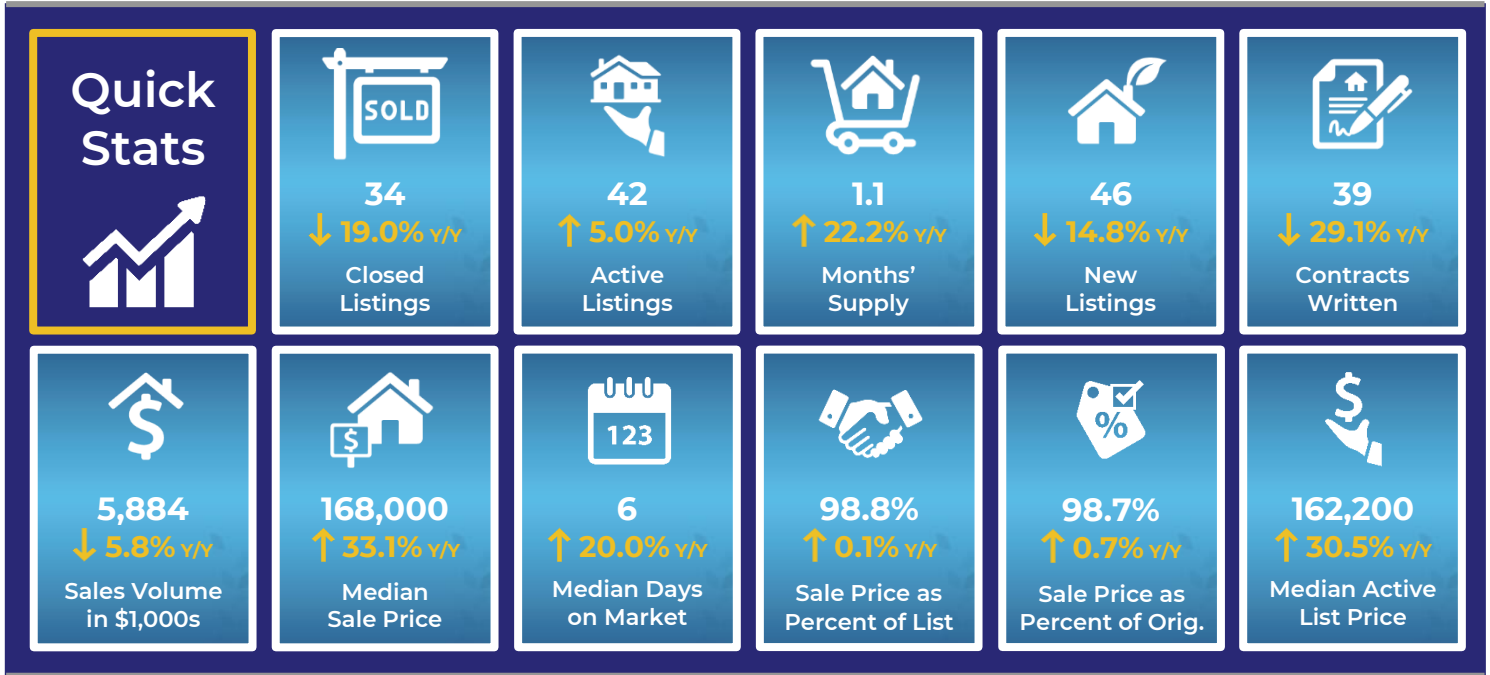 Quick
Stats
SOLD
34
↓ 19.0% Y/Y
Closed
Listings
42
↑ 5.0% Y/Y
Active
Listings
1.1
↑ 22.2% Y/Y
Months’
Supply
46
↓ 14.8% Y/Y
New
Listings
39
↓ 29.1% Y/Y
Contracts
Written
$
5,884
↓ 5.8% Y/Y
Sales Volume
in $1,000s
$
168,000
↑ 33.1% Y/Y
Median
Sale Price
123
6
↑ 20.0% Y/Y
Median Days
on Market
98.8%
↑ 0.1% Y/Y
Sale Price as
Percent of List
%
98.7%
↑ 0.7% Y/Y
Sale Price as
Percent of Orig.
$
162,200
↑ 30.5% Y/Y
Median Active
List Price